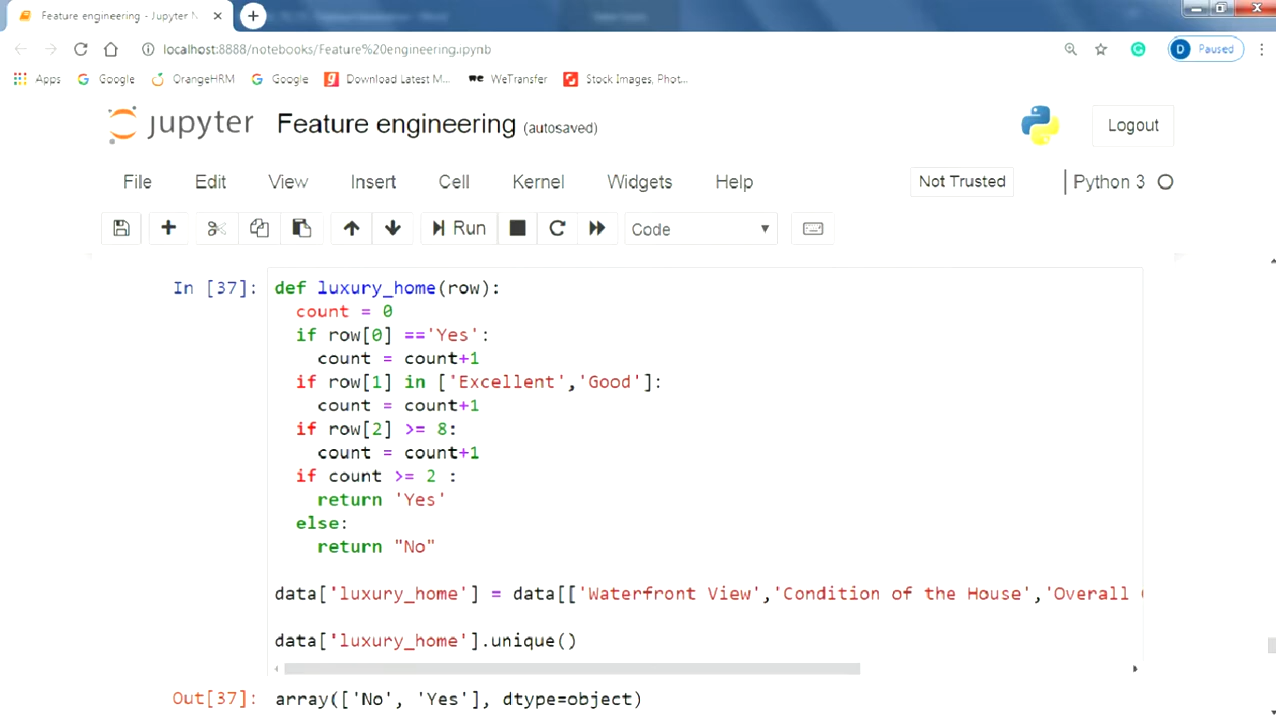 Feature engineering - Jupyter N
localhost:8888/notebooks/Feature%20engineering.ipynb
D Paused
Apps Google OrangeHRM Google Download Latest M... WeTransfer Stock Images, Phot...
jupyter Feature engineering (autosaved)
Logout
File Edit View Insert Cell Kernel Widgets Help Not Trusted Python 3
Run Code
In [37]: def luxury_home(row):
count = 0
if row[0] =='Yes':
count = count+1
if row[1] in ['Excellent','Good']:
count = count+1
if row[2] >= 8:
count = count+1
if count >= 2 :
return 'Yes'
else:
return "No"
data['luxury_home'] = data[['Waterfront View','Condition of the House','Overall
data['luxury_home'].unique()
Out[37]: array(['No', 'Yes'], dtype=object)